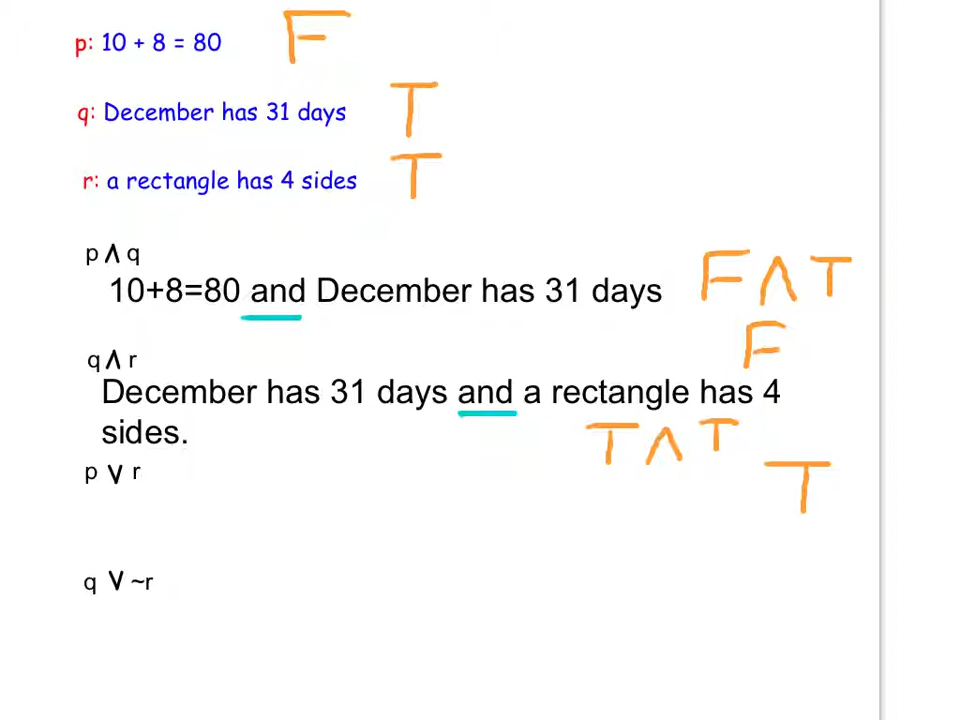 p: 10 + 8 = 80 F
q: December has 31 days T
r: a rectangle has 4 sides T
p ∧ q
10+8=80 and December has 31 days F ∧ T
F
q ∧ r
December has 31 days and a rectangle has 4
sides. T ∧ T
T
p ∨ r
q ∨ ~r